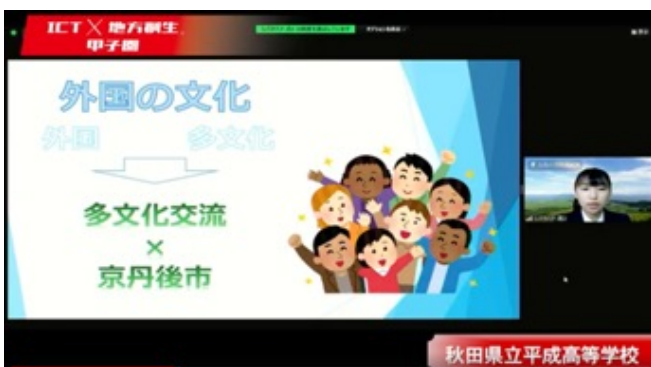 ICT×地方創生
甲子園
外国の文化
外国 多文化
多文化交流
×
京丹後市
秋田県立平成高等学校